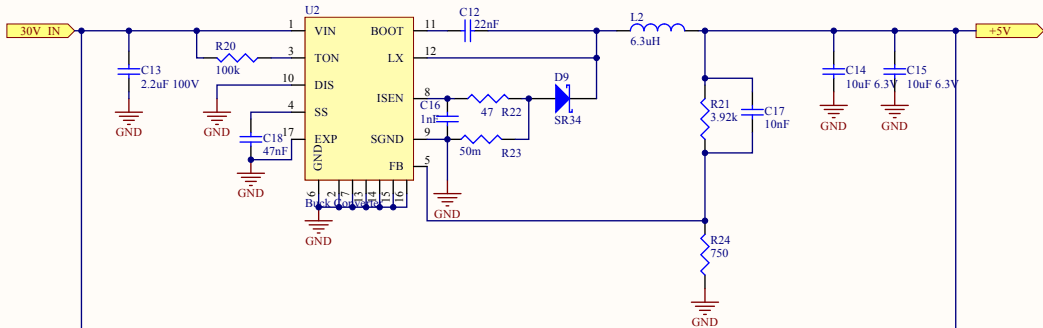 U2
30V IN
1
VIN
BOOT
11
C12
22nF
L2
6.3uH
+5V
R20
100k
3
TON
LX
12
C13
2.2uF 100V
10
DIS
D9
SR34
C14
10uF 6.3V
C15
10uF 6.3V
ISEN
8
C16
1nF
47
R22
R21
3.92k
C17
10nF
4
SS
GND
GND
GND
GND
C18
47nF
17
EXP
GND
SGND
9
50m
R23
FB
5
GND
6
2
7
13
14
15
16
Buck Converter
GND
GND
R24
750
GND